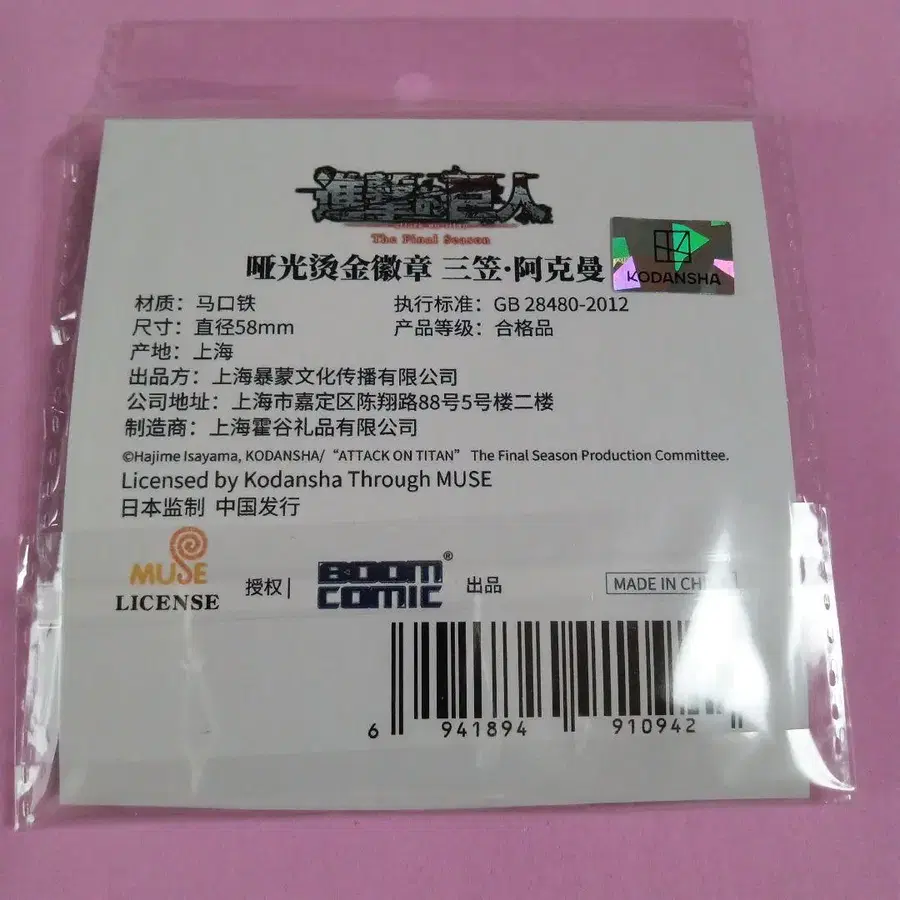 進撃の巨人
The Final Season
哑光烫金徽章 三笠·阿克曼
KODANSHA
材质：马口铁 执行标准：GB 28480-2012
尺寸：直径58mm 产品等级：合格品
产地：上海
出品方：上海暴蒙文化传播有限公司
公司地址：上海市嘉定区陈翔路88号5号楼二楼
制造商：上海霍谷礼品有限公司
©Hajime Isayama, KODANSHA/ “ATTACK ON TITAN” The Final Season Production Committee.
Licensed by Kodansha Through MUSE
日本监制 中国发行
MUSE
LICENSE
授权|
BOOM COMIC®
出品
MADE IN
6 941894 910942